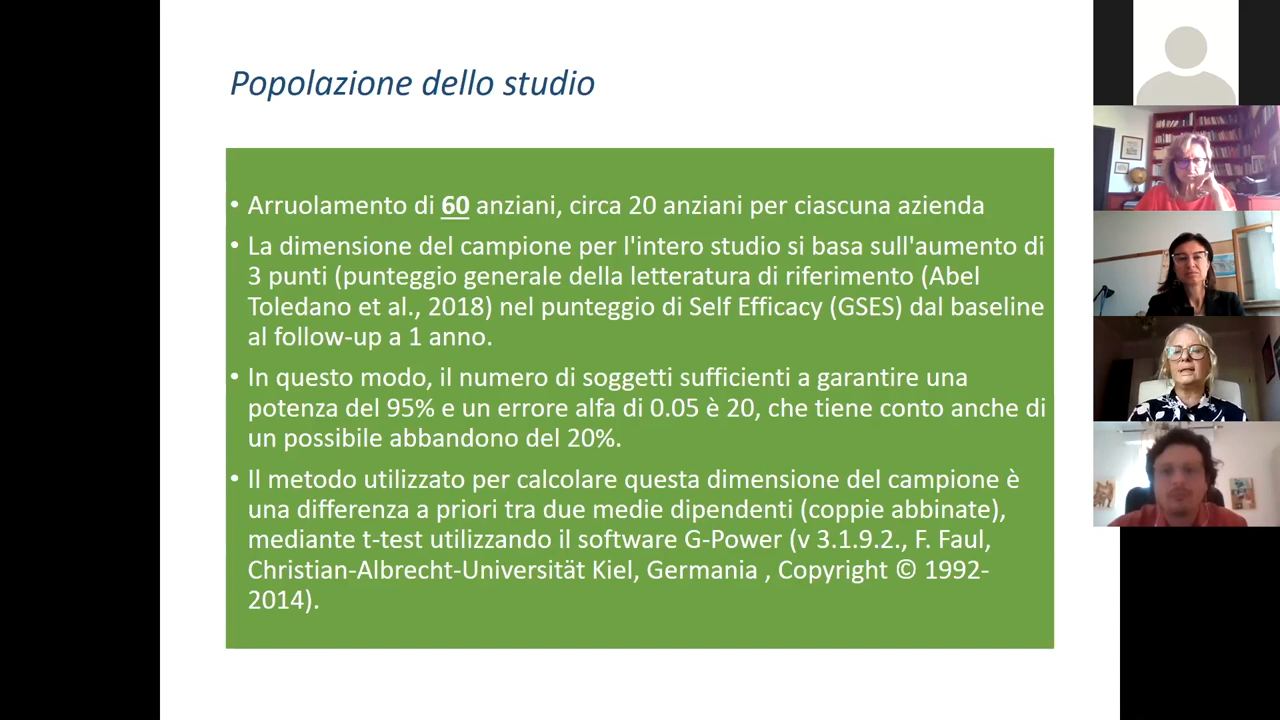 Popolazione dello studio
• Arruolamento di 60 anziani, circa 20 anziani per ciascuna azienda
• La dimensione del campione per l'intero studio si basa sull'aumento di
3 punti (punteggio generale della letteratura di riferimento (Abel
Toledano et al., 2018) nel punteggio di Self Efficacy (GSES) dal baseline
al follow-up a 1 anno.
• In questo modo, il numero di soggetti sufficienti a garantire una
potenza del 95% e un errore alfa di 0.05 è 20, che tiene conto anche di
un possibile abbandono del 20%.
• Il metodo utilizzato per calcolare questa dimensione del campione è
una differenza a priori tra due medie dipendenti (coppie abbinate),
mediante t-test utilizzando il software G-Power (v 3.1.9.2., F. Faul,
Christian-Albrecht-Universität Kiel, Germania , Copyright © 1992-
2014).